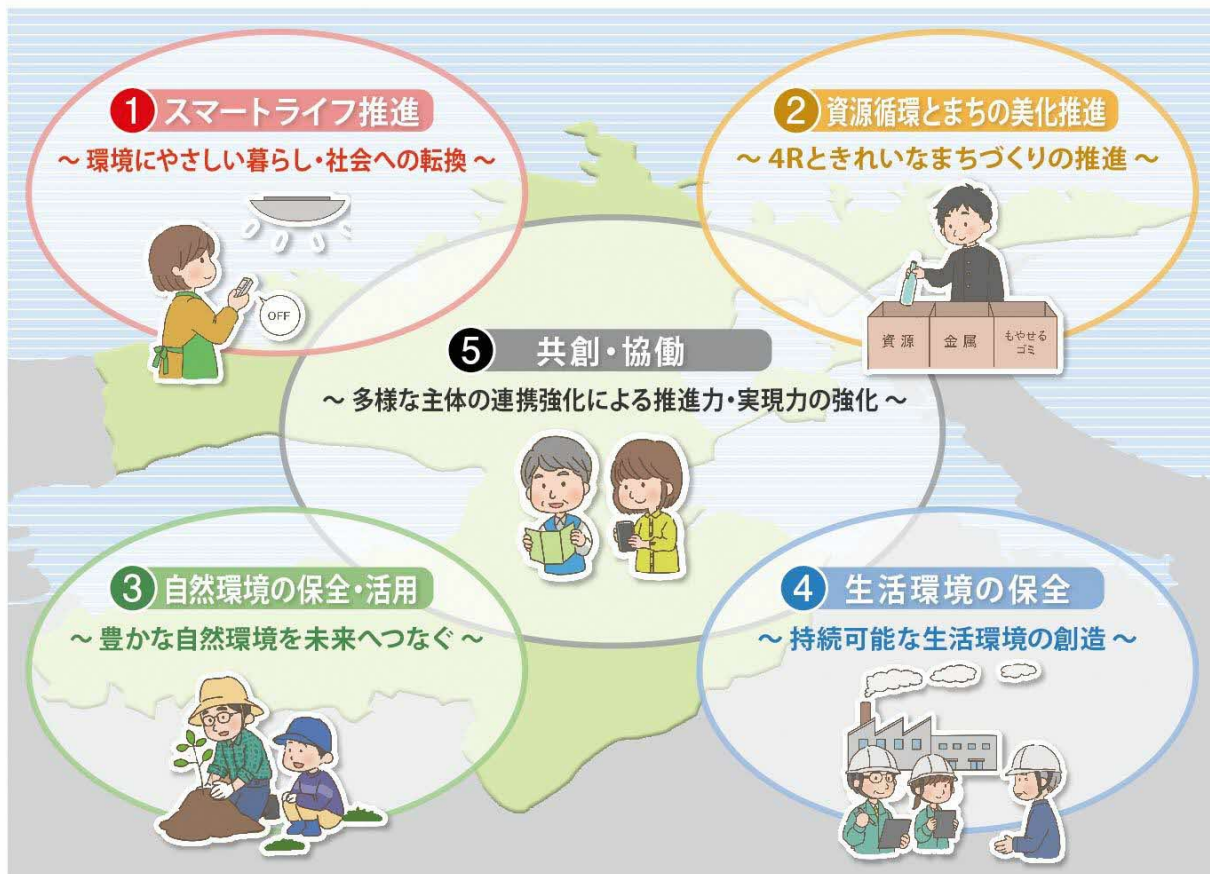 1 スマートライフ推進
～ 環境にやさしい暮らし・社会への転換 ～
OFF
2 資源循環とまちの美化推進
～ 4Rときれいなまちづくりの推進 ～
資源
金属
もやせる
ゴミ
5 共創・協働
～ 多様な主体の連携強化による推進力・実現力の強化 ～
3 自然環境の保全・活用
～ 豊かな自然環境を未来へつなぐ ～
4 生活環境の保全
～ 持続可能な生活環境の創造 ～